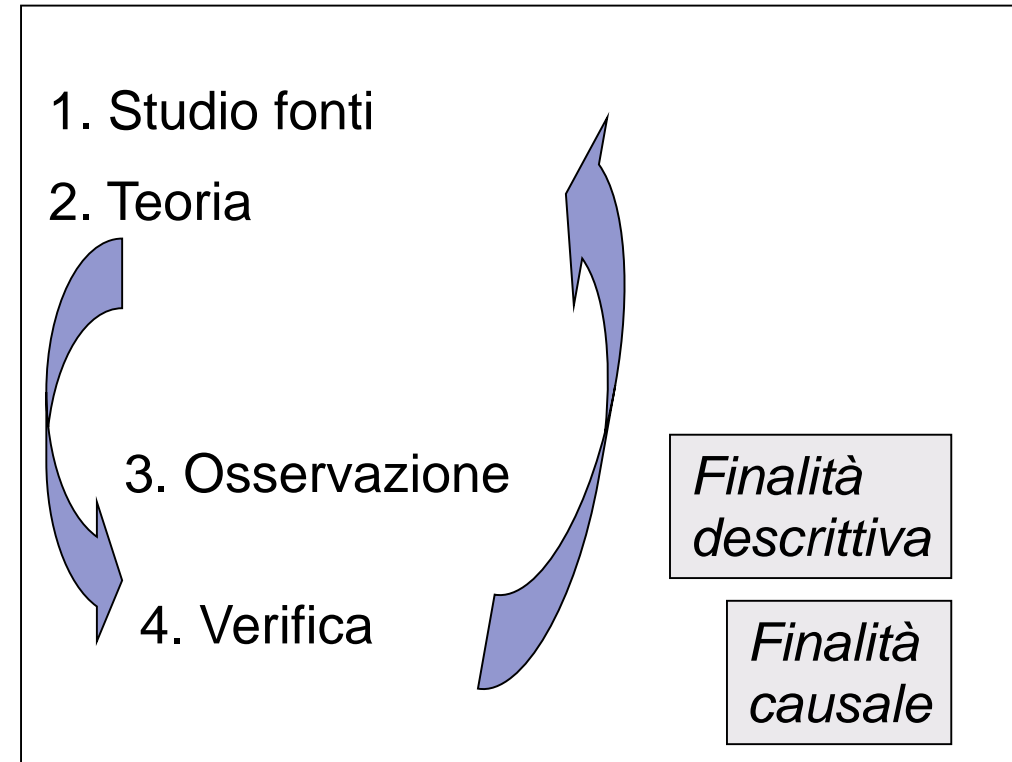 1. Studio fonti
2. Teoria
3. Osservazione
4. Verifica
Finalità
descrittiva
Finalità
causale